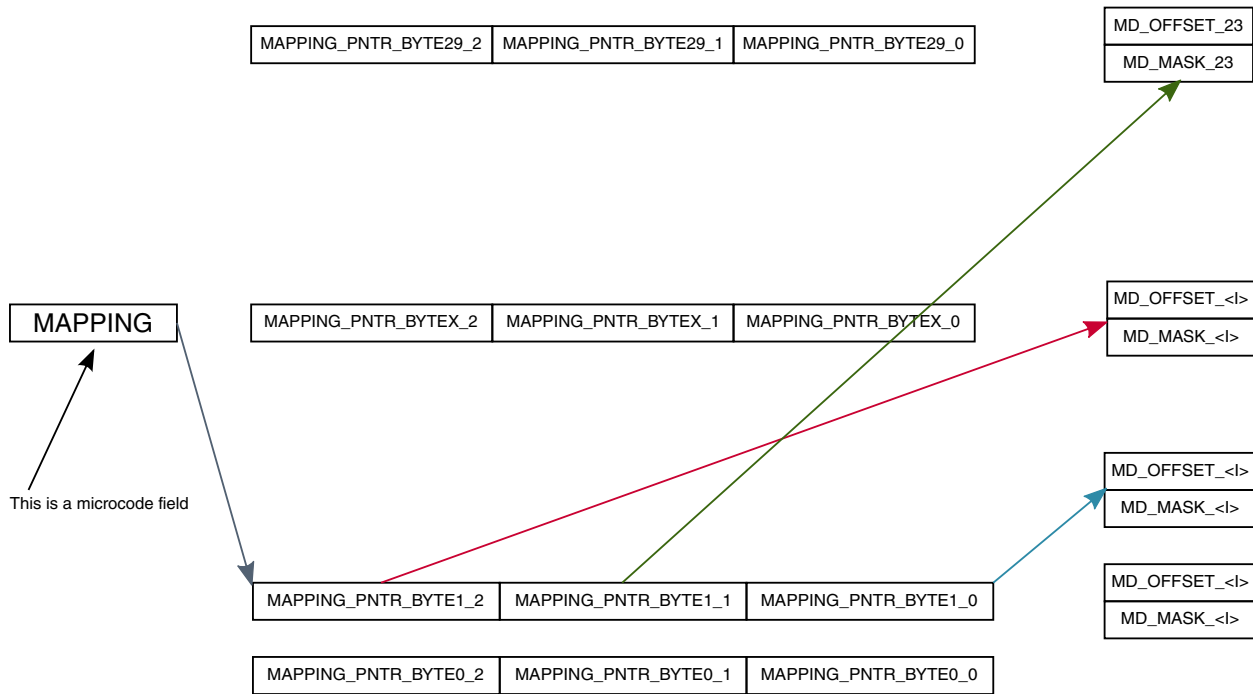 MAPPING_PNTR_BYTE29_2 MAPPING_PNTR_BYTE29_1 MAPPING_PNTR_BYTE29_0
MD_OFFSET_23
MD_MASK_23
MAPPING
MAPPING_PNTR_BYTEX_2 MAPPING_PNTR_BYTEX_1 MAPPING_PNTR_BYTEX_0
MD_OFFSET_<I>
MD_MASK_<I>
This is a microcode field
MD_OFFSET_<I>
MD_MASK_<I>
MAPPING_PNTR_BYTE1_2 MAPPING_PNTR_BYTE1_1 MAPPING_PNTR_BYTE1_0
MD_OFFSET_<I>
MD_MASK_<I>
MAPPING_PNTR_BYTE0_2 MAPPING_PNTR_BYTE0_1 MAPPING_PNTR_BYTE0_0